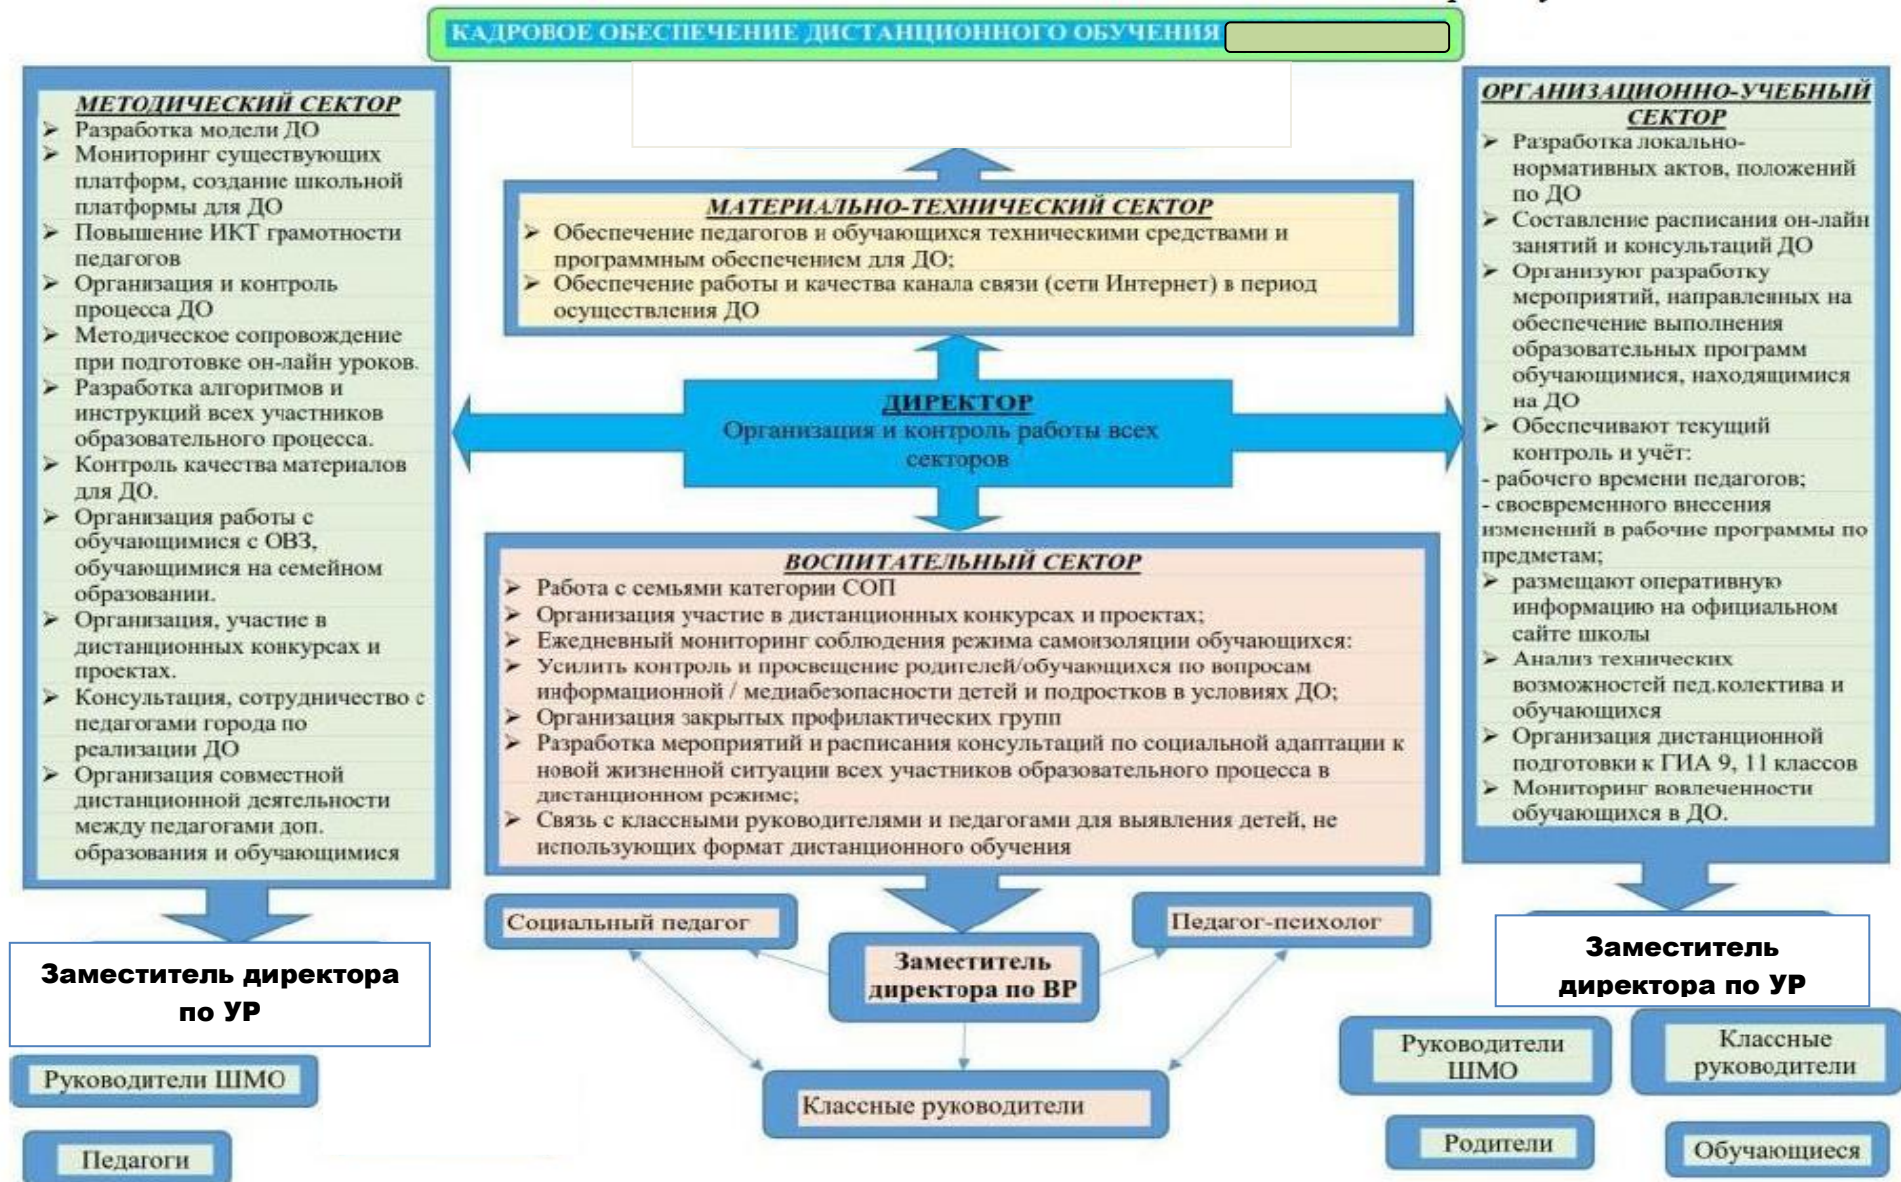 КАДРОВОЕ ОБЕСПЕЧЕНИЕ ДИСТАНЦИОННОГО ОБУЧЕНИЯ
МЕТОДИЧЕСКИЙ СЕКТОР
➢ Разработка модели ДО
➢ Мониторинг существующих
платформ, создание школьной
платформы для ДО
➢ Повышение ИКТ грамотности
педагогов
➢ Организация и контроль
процесса ДО
➢ Методическое сопровождение
при подготовке он-лайн уроков.
➢ Разработка алгоритмов и
инструкций всех участников
образовательного процесса.
➢ Контроль качества материалов
для ДО.
➢ Организация работы с
обучающимися с ОВЗ,
обучающимися на семейном
образовании.
➢ Организация, участие в
дистанционных конкурсах и
проектах.
➢ Консультация, сотрудничество с
педагогами города по
реализации ДО
➢ Организация совместной
дистанционной деятельности
между педагогами доп.
образования и обучающимися
Заместитель директора
по УР
Руководители ШМО
Педагоги
МАТЕРИАЛЬНО-ТЕХНИЧЕСКИЙ СЕКТОР
➢ Обеспечение педагогов и обучающихся техническими средствами и
программным обеспечением для ДО;
➢ Обеспечение работы и качества канала связи (сети Интернет) в период
осуществления ДО
ДИРЕКТОР
Организация и контроль работы всех
секторов
ВОСПИТАТЕЛЬНЫЙ СЕКТОР
➢ Работа с семьями категории СОП
➢ Организация участие в дистанционных конкурсах и проектах;
➢ Ежедневный мониторинг соблюдения режима самоизоляции обучающихся:
➢ Усилить контроль и просвещение родителей/обучающихся по вопросам
информационной / медиабезопасности детей и подростков в условиях ДО;
➢ Организация закрытых профилактических групп
➢ Разработка мероприятий и расписания консультаций по социальной адаптации к
новой жизненной ситуации всех участников образовательного процесса в
дистанционном режиме;
➢ Связь с классными руководителями и педагогами для выявления детей, не
использующих формат дистанционного обучения
Социальный педагог
Педагог-психолог
Заместитель
директора по ВР
Классные руководители
ОРГАНИЗАЦИОННО-УЧЕБНЫЙ
СЕКТОР
➢ Разработка локально-
нормативных актов, положений
по ДО
➢ Составление расписания он-лайн
занятий и консультаций ДО
➢ Организуют разработку
мероприятий, направленных на
обеспечение выполнения
образовательных программ
обучающимися, находящимися
на ДО
➢ Обеспечивают текущий
контроль и учёт:
- рабочего времени педагогов;
- своевременного внесения
изменений в рабочие программы по
предметам;
➢ размещают оперативную
информацию на официальном
сайте школы
➢ Анализ технических
возможностей пед.колектива и
обучающихся
➢ Организация дистанционной
подготовки к ГИА 9, 11 классов
➢ Мониторинг вовлеченности
обучающихся в ДО.
Заместитель
директора по УР
Руководители
ШМО
Классные
руководители
Родители
Обучающиеся